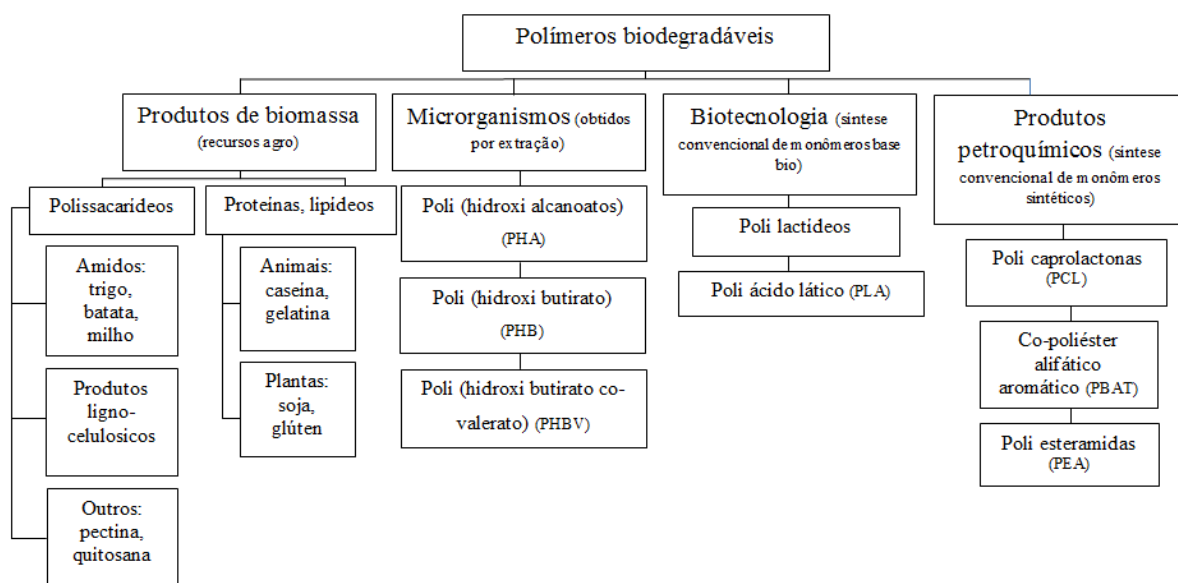 Polímeros biodegradáveis
Produtos de biomassa
(recursos agro)
Microrganismos (obtidos
por extração)
Biotecnologia (síntese
convencional de monômeros base
bio)
Produtos
petroquímicos (síntese
convencional de monômeros
sintéticos)
Polissacarídeos
Proteínas, lipídeos
Amidos:
trigo,
batata,
milho
Produtos
ligno-
celulosicos
Outros:
pectina,
quitosana
Animais:
caseína,
gelatina
Plantas:
soja,
glúten
Poli (hidroxi alcanoatos)
(PHA)
Poli (hidroxi butirato)
(PHB)
Poli (hidroxi butirato co-
valerato) (PHBV)
Poli lactídeos
Poli ácido lático (PLA)
Poli caprolactonas
(PCL)
Co-poliéster
alifático
aromático (PBAT)
Poli esteramidas
(PEA)